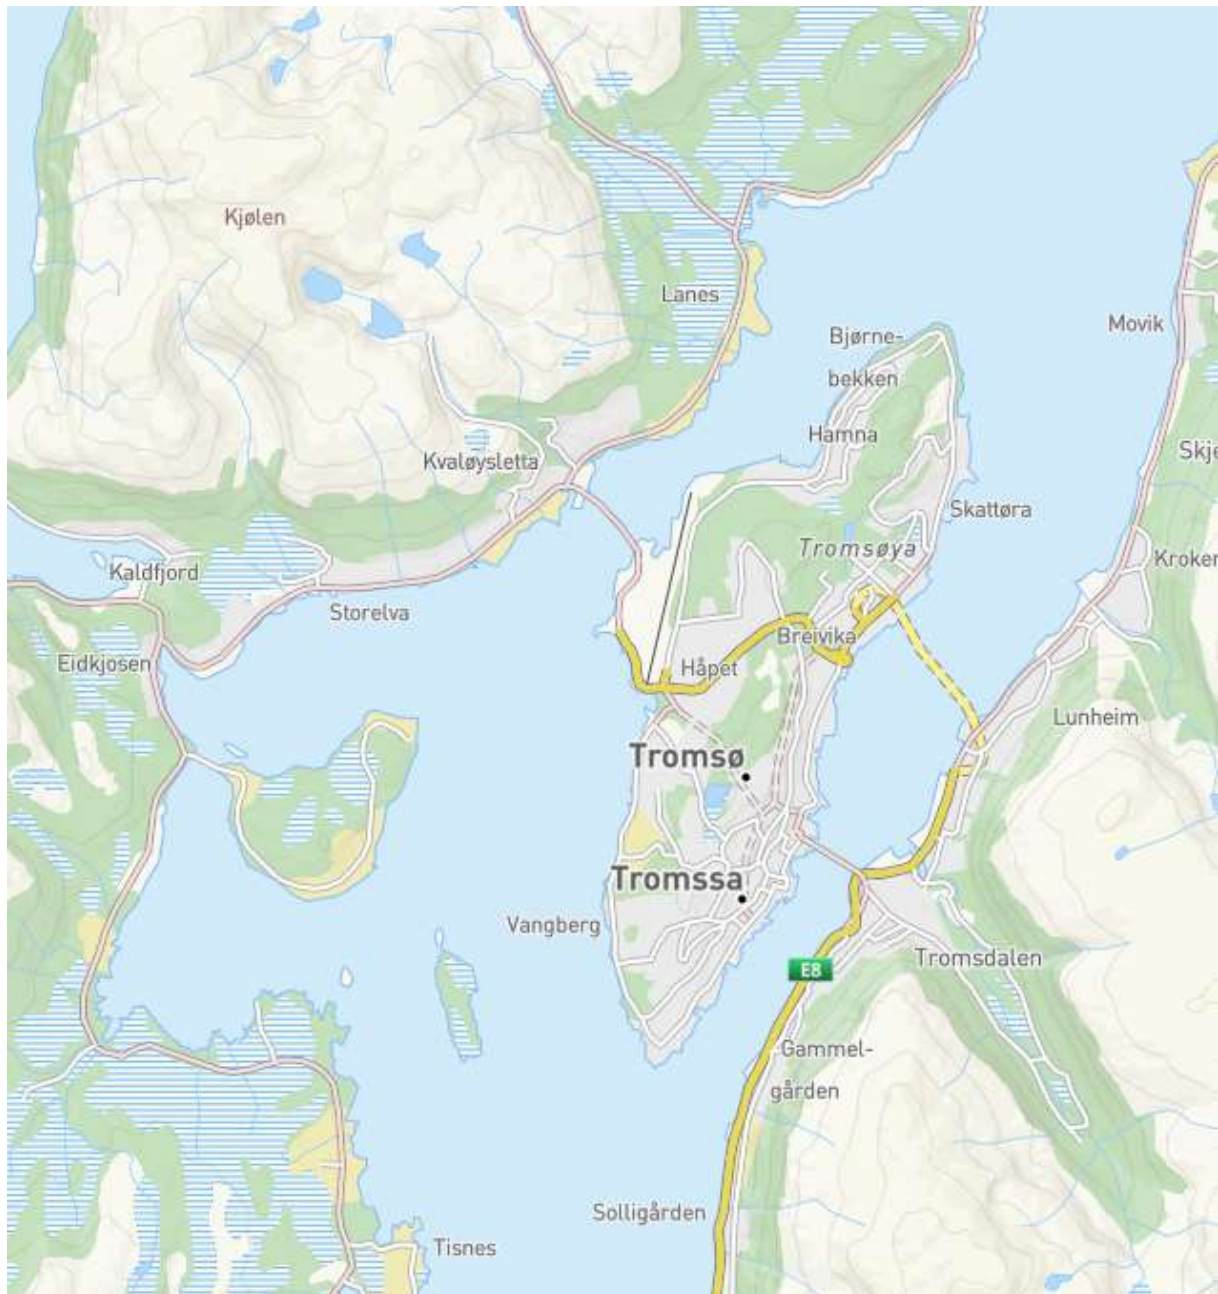 Kjølen
Lanes
Movik
Bjørne-
bekken
Hamna
Kvaløysletta
Skje
Skattøra
Tromsøya
Kroken
Kaldfjord
Storelva
Breivika
Eidkjosen
Håpet
Lunheim
Tromsø
Tromssa
Vangberg
Tromsdalen
E8
Gammel-
gården
Solligården
Tisnes